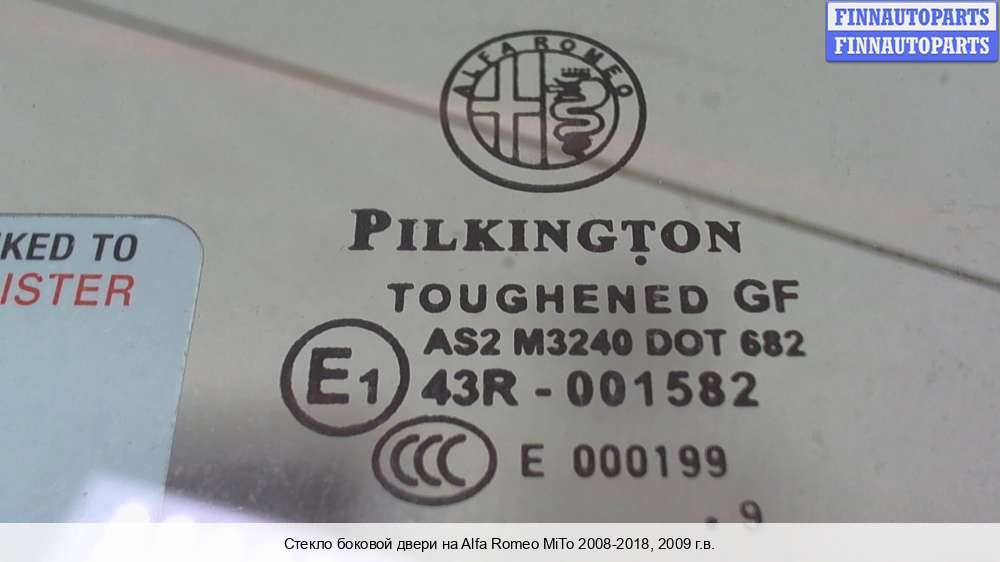 FINNAUTOPARTS
FINNAUTOPARTS
ALFA ROMEO
PILKINGTON
KED TO
ISTER
TOUGHENED GF
AS2 M3240 DOT 682
E1
43R - 001582
CCC E 000199
. 9
Стекло боковой двери на Alfa Romeo MiTo 2008-2018, 2009 г.в.